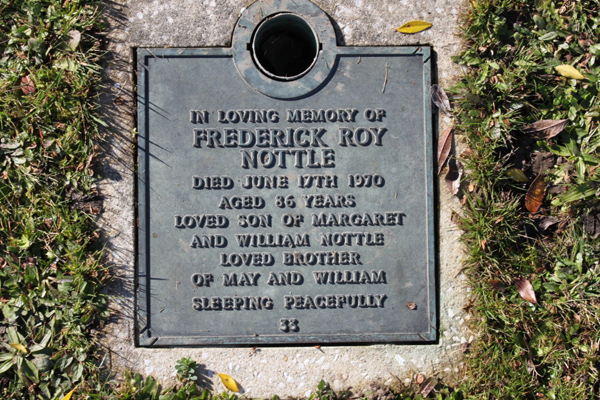 IN LOVING MEMORY OF
FREDERICK ROY
NOTTLE
DIED JUNE 17TH 1970
AGED 86 YEARS
LOVED SON OF MARGARET
AND WILLIAM NOTTLE
LOVED BROTHER
OF MAY AND WILLIAM
SLEEPING PEACEFULLY
33